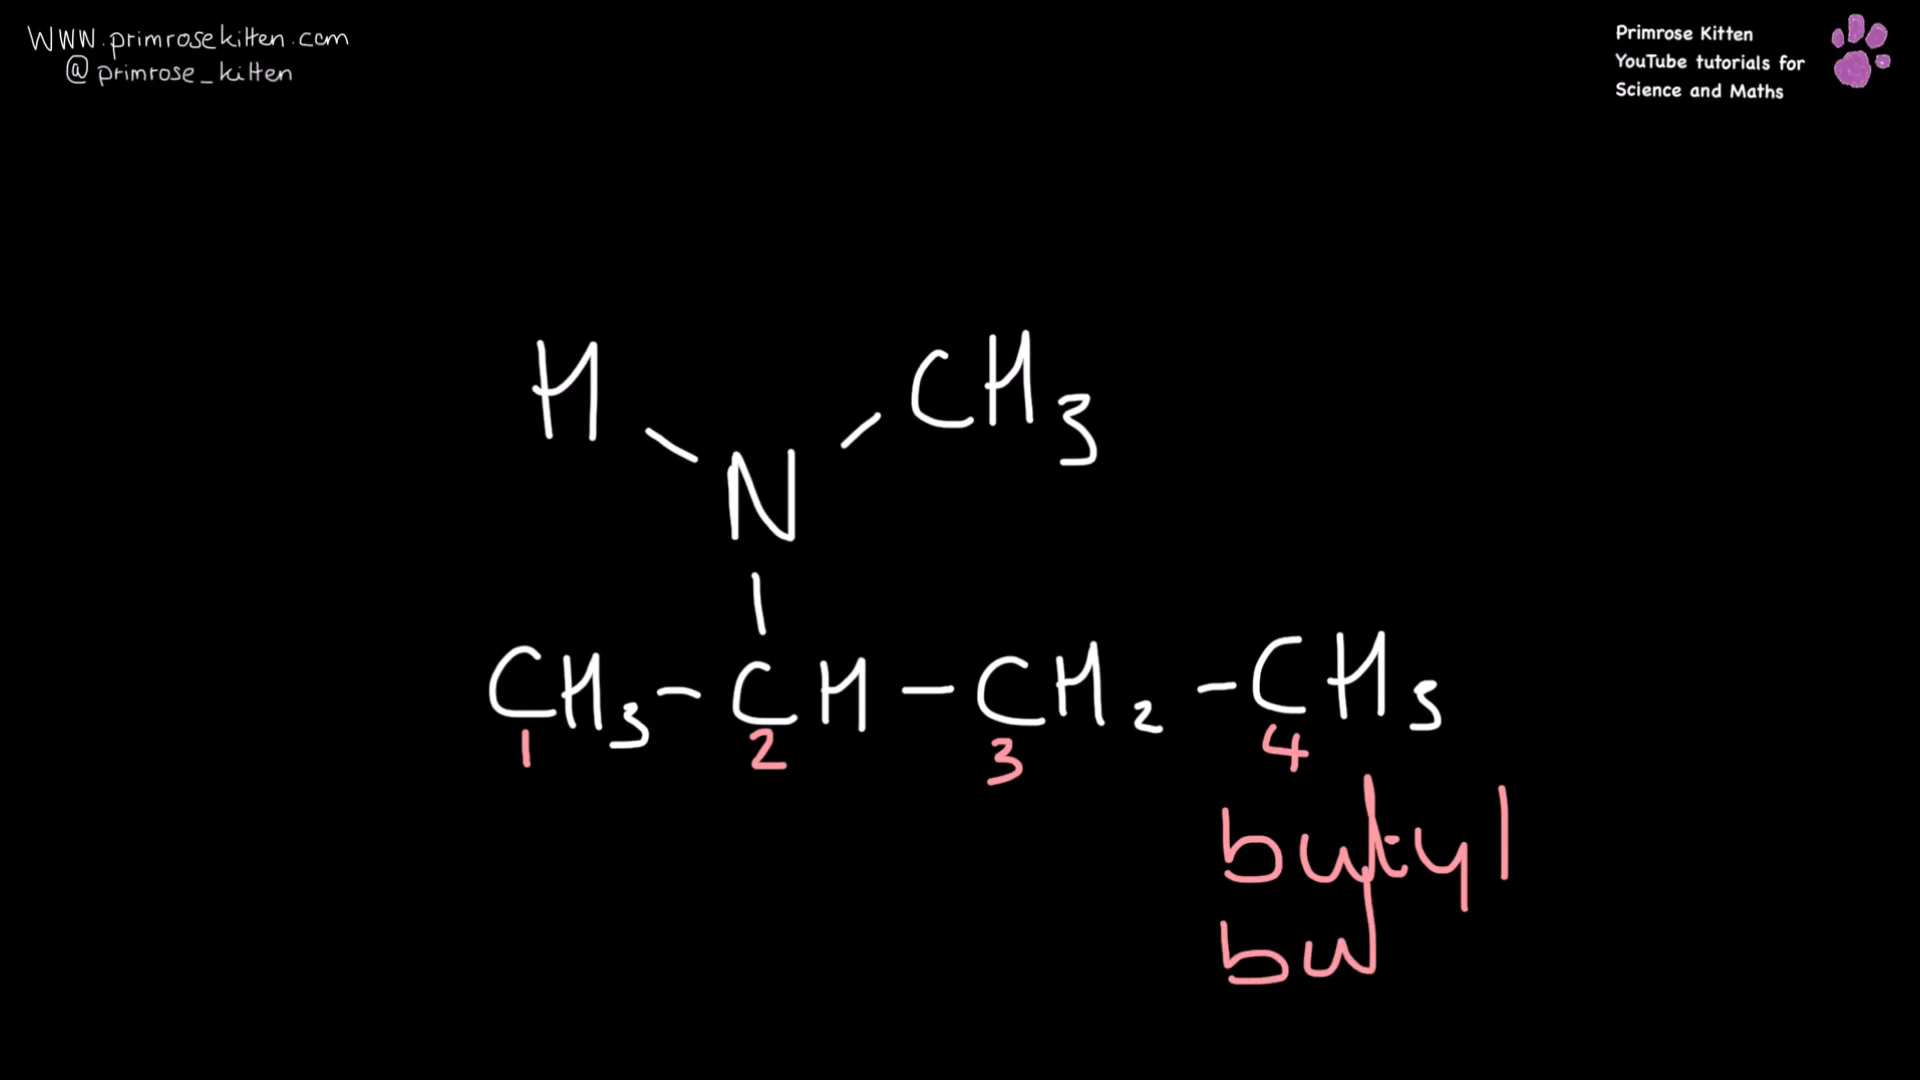 www.primrosekitten.com
@primrose_kitten
Primrose Kitten
YouTube tutorials for
Science and Maths
H CH3
N
CH3-CH-CH2-CH3
1 2 3 4
butyl
bu